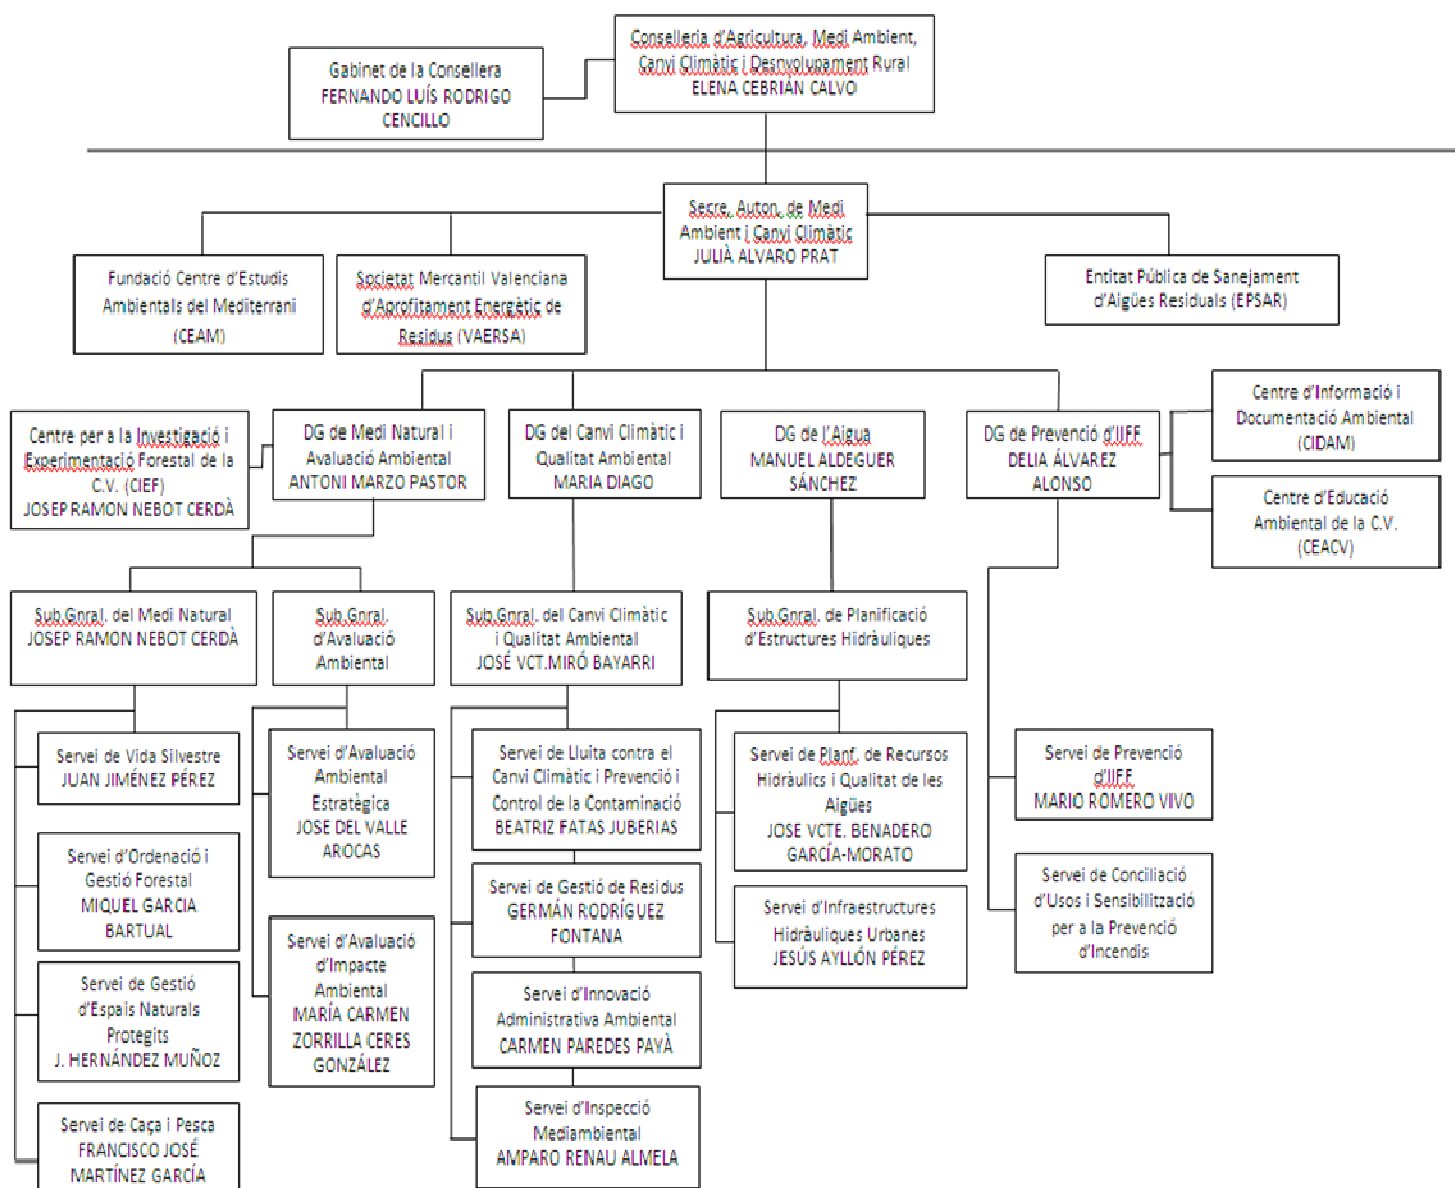 Conselleria d'Agricultura, Medi Ambient,
Canvi Climàtic i Desnvolupament Rural
ELENA CEBRIÁN CALVO
Gabinet de la Consellera
FERNANDO LUÍS RODRIGO
CENCILLO
Secre. Auton. de Medi
Ambient i Canvi Climàtic
JULIÀ ALVARO PRAT
Fundació Centre d'Estudis
Ambientals del Mediterrani
(CEAM)
Societat Mercantil Valenciana
d'Aprofitament Energètic de
Residus (VAERSA)
Entitat Pública de Sanejament
d'Aigües Residuals (EPSAR)
Centre per a la Investigació i
Experimentació Forestal de la
C.V. (CIEF)
JOSEP RAMON NEBOT CERDÀ
DG de Medi Natural i
Avaluació Ambiental
ANTONI MARZO PASTOR
DG del Canvi Climàtic i
Qualitat Ambiental
MARIA DIAGO
DG de l'Aigua
MANUEL ALDEGUER
SÁNCHEZ
DG de Prevenció d'IIFF
DELIA ÁLVAREZ
ALONSO
Centre d'Informació i
Documentació Ambiental
(CIDAM)
Centre d'Educació
Ambiental de la C.V.
(CEACV)
Sub.Gnral. del Medi Natural
JOSEP RAMON NEBOT CERDÀ
Sub.Gnral.
d'Avaluació
Ambiental
Sub.Gnral. del Canvi Climàtic
i Qualitat Ambiental
JOSÉ VCT.MIRÓ BAYARRI
Sub.Gnral. de Planificació
d'Estructures Hidràuliques
Servei de Vida Silvestre
JUAN JIMÉNEZ PÉREZ
Servei d'Ordenació i
Gestió Forestal
MIQUEL GARCIA
BARTUAL
Servei de Gestió
d'Espais Naturals
Protegits
J. HERNÁNDEZ MUÑOZ
Servei de Caça i Pesca
FRANCISCO JOSÉ
MARTÍNEZ GARCÍA
Servei d'Avaluació
Ambiental
Estratègica
JOSE DEL VALLE
AROCAS
Servei d'Avaluació
d'Impacte
Ambiental
MARÍA CARMEN
ZORRILLA CERES
GONZÁLEZ
Servei de Lluita contra el
Canvi Climàtic i Prevenció i
Control de la Contaminació
BEATRIZ FATAS JUBERIAS
Servei de Gestió de Residus
GERMÁN RODRÍGUEZ
FONTANA
Servei d'Innovació
Administrativa Ambiental
CARMEN PAREDES PAYÀ
Servei d'Inspecció
Mediambiental
AMPARO RENAU ALMELA
Servei de Planf. de Recursos
Hidràulics i Qualitat de les
Aigües
JOSE VCTE. BENADERO
GARCÍA-MORATO
Servei d'Infraestructures
Hidràuliques Urbanes
JESÚS AYLLÓN PÉREZ
Servei de Prevenció
d'IIFF
MARIO ROMERO VIVO
Servei de Conciliació
d'Usos i Sensibilització
per a la Prevenció
d'Incendis